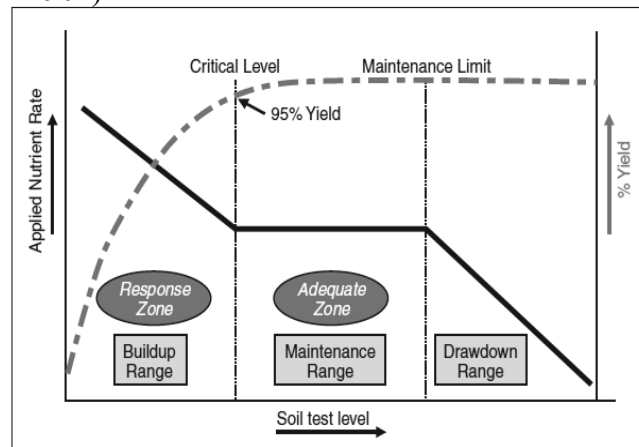 Critical Level
Maintenance Limit
95% Yield
Applied Nutrient Rate
% Yield
Response
Zone
Adequate
Zone
Buildup
Range
Maintenance
Range
Drawdown
Range
Soil test level